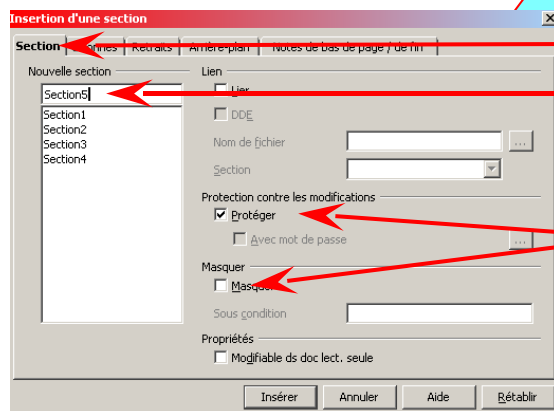 Insertion d'une section
Section Colonnes Retraits Arrière-plan Notes de bas de page / de fin
Nouvelle section
Section5
Section1
Section2
Section3
Section4
Lien
Lier
DDE
Nom de fichier
...
Section
Protection contre les modifications
Protéger
Avec mot de passe
...
Masquer
Masquer
Sous condition
Propriétés
Modifiable ds doc lect. seule
Insérer Annuler Aide Rétablir